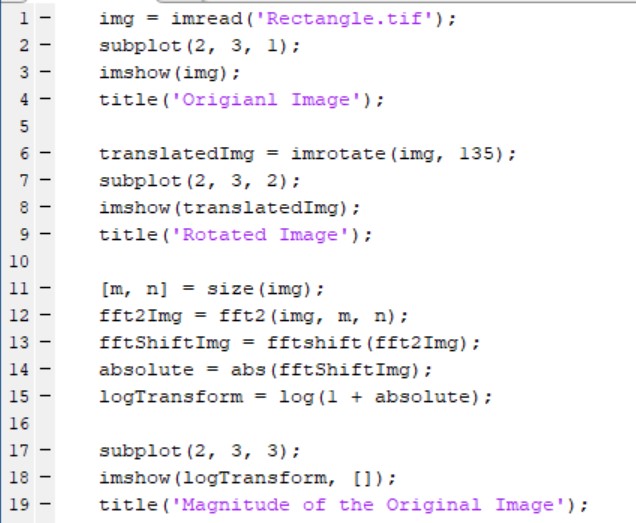 1 - img = imread('Rectangle.tif');
2 - subplot(2, 3, 1);
3 - imshow(img);
4 - title('Origianl Image');
5
6 - translatedImg = imrotate(img, 135);
7 - subplot(2, 3, 2);
8 - imshow(translatedImg);
9 - title('Rotated Image');
10
11 - [m, n] = size(img);
12 - fft2Img = fft2(img, m, n);
13 - fftShiftImg = fftshift(fft2Img);
14 - absolute = abs(fftShiftImg);
15 - logTransform = log(1 + absolute);
16
17 - subplot(2, 3, 3);
18 - imshow(logTransform, []);
19 - title('Magnitude of the Original Image');